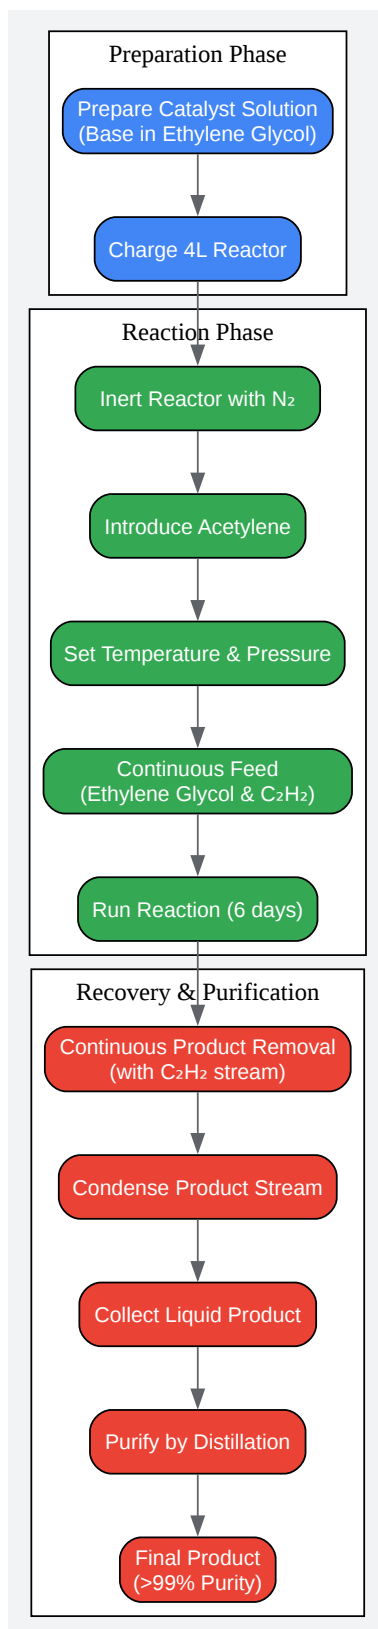 Preparation Phase
Prepare Catalyst Solution
(Base in Ethylene Glycol)
Charge 4L Reactor
Reaction Phase
Inert Reactor with N₂
Introduce Acetylene
Set Temperature & Pressure
Continuous Feed
(Ethylene Glycol & C₂H₂)
Run Reaction (6 days)
Recovery & Purification
Continuous Product Removal
(with C₂H₂ stream)
Condense Product Stream
Collect Liquid Product
Purify by Distillation
Final Product
(>99% Purity)